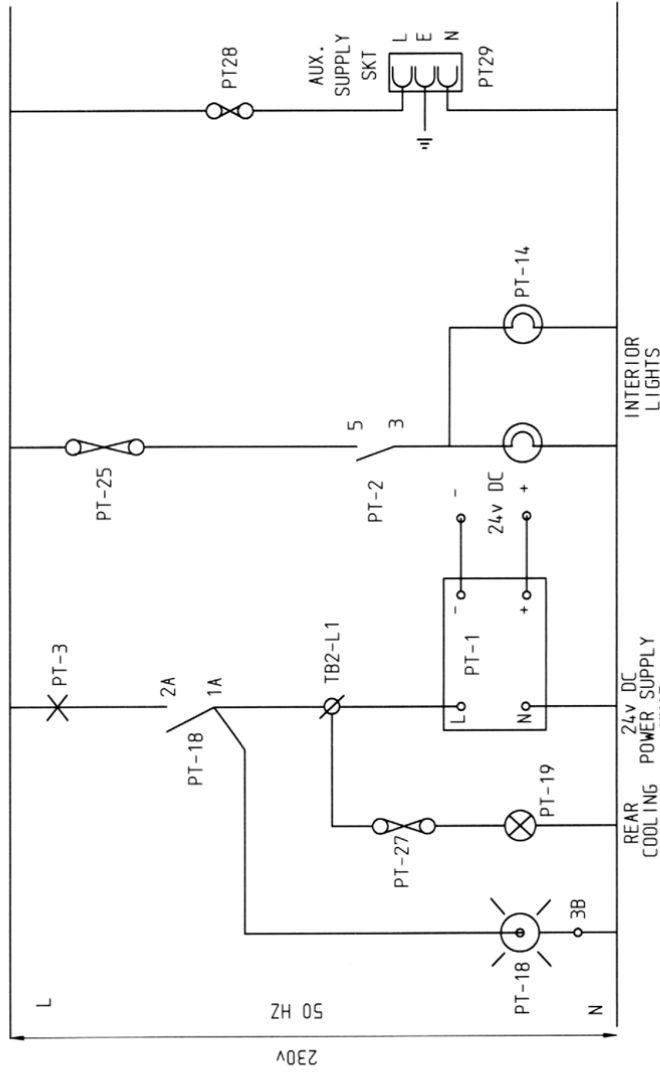 230v
50 HZ
L
N
PT-18
3B
PT-3
2A
1A
PT-18
TB2-L1
PT-27
PT-19
REAR
COOLING
L
N
PT-1
-
+
-
24v DC
+
24v DC
POWER SUPPLY
PT-25
5
3
PT-2
PT-14
INTERIOR
LIGHTS
PT28
AUX.
SUPPLY
SKT
L
E
N
PT29